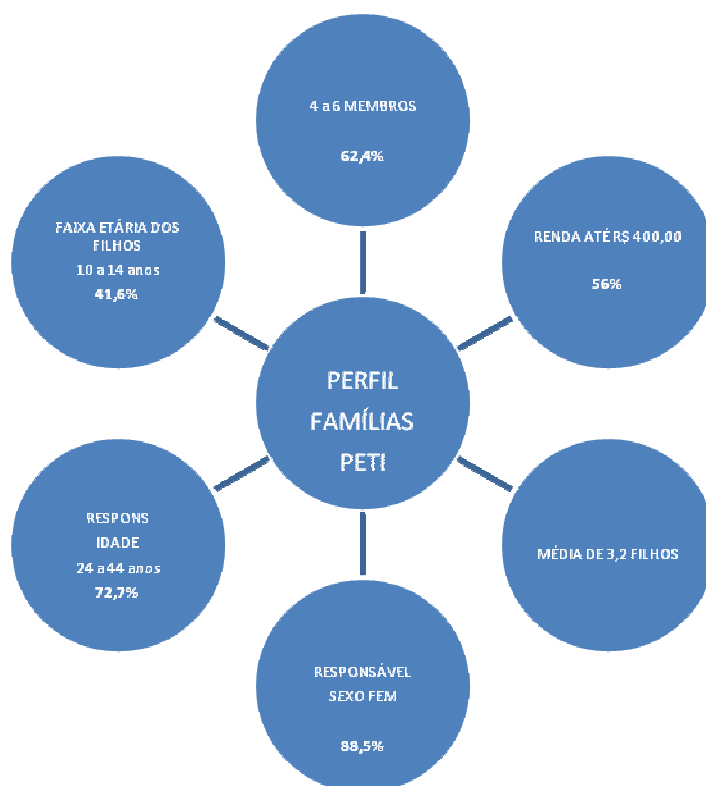 4 a 6 MEMBROS
62,4%
FAIXA ETÁRIA DOS
FILHOS
10 a 14 anos
41,6%
RENDA ATÉ R$ 400,00
56%
PERFIL
FAMÍLIAS
PETI
RESPONS
IDADE
24 a 44 anos
72,7%
MÉDIA DE 3,2 FILHOS
RESPONSÁVEL
SEXO FEM
88,5%